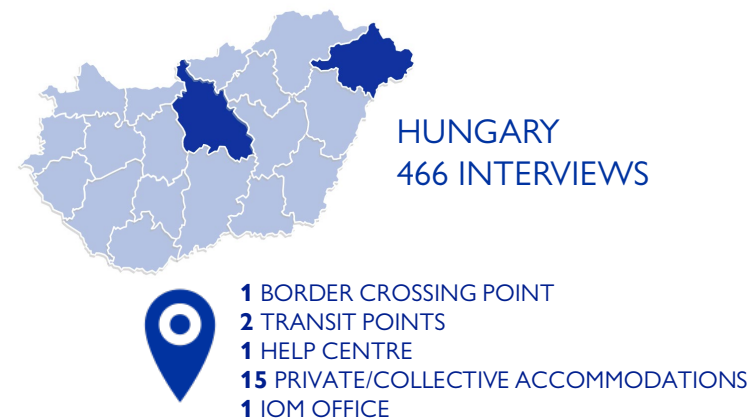 HUNGARY
466 INTERVIEWS
1 BORDER CROSSING POINT
2 TRANSIT POINTS
1 HELP CENTRE
15 PRIVATE/COLLECTIVE ACCOMMODATIONS
1 IOM OFFICE